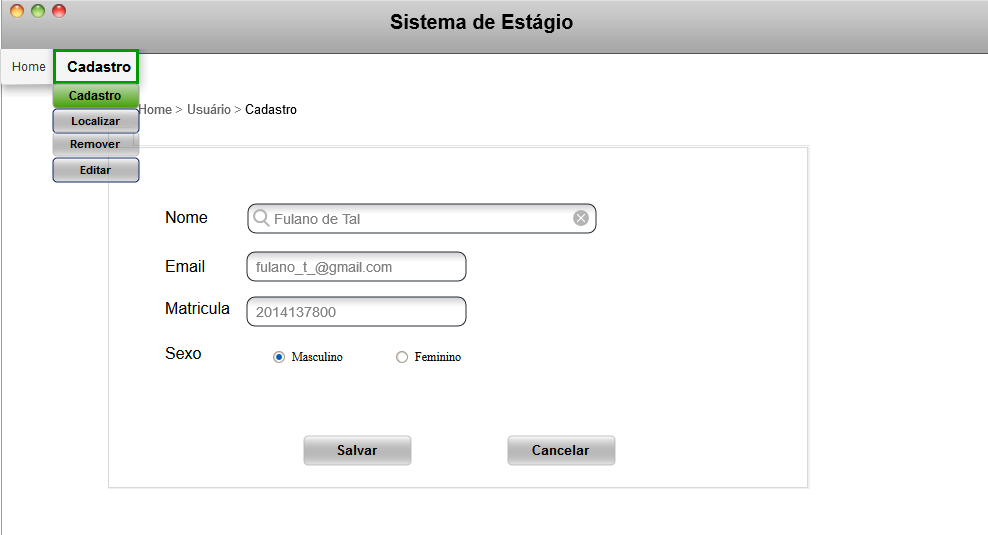 Sistema de Estágio
Home Cadastro
Cadastro
Home > Usuário > Cadastro
Localizar
Remover
Editar
Nome Fulano de Tal
Email fulano_t_@gmail.com
Matricula 2014137800
Sexo Masculino Feminino
Salvar Cancelar